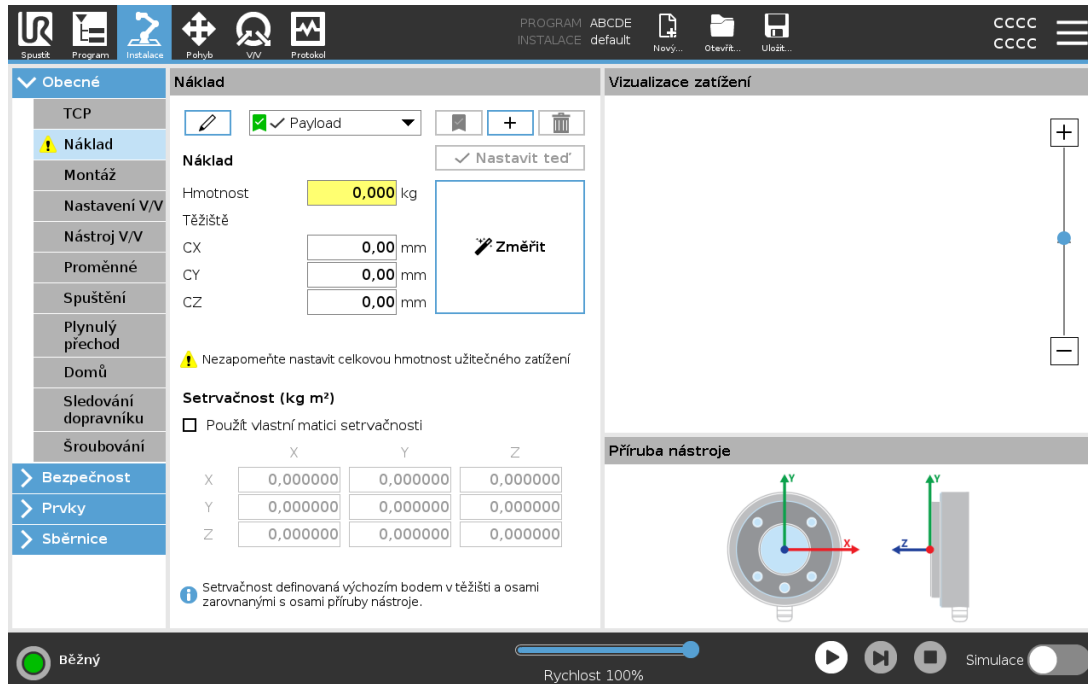 PROGRAM ABCDE
INSTALACE default
cccc
cccc
Spustit Program Instalace Pohyb V/V Protokol Nový... Otevřít... Uložit...
Obecné
TCP
Náklad
Montáž
Nastavení V/V
Nástroj V/V
Proměnné
Spuštění
Plynulý
přechod
Domů
Sledování
dopravníku
Šroubování
Bezpečnost
Prvky
Sběrnice
Náklad
Payload
Náklad
Nastavit teď
Hmotnost 0,000 kg
Těžiště
CX 0,00 mm
CY 0,00 mm
CZ 0,00 mm
Změřit
Nezapomeňte nastavit celkovou hmotnost užitečného zatížení
Setrvačnost (kg m²)
Použít vlastní matici setrvačnosti
X Y Z
X 0,000000 0,000000 0,000000
Y 0,000000 0,000000 0,000000
Z 0,000000 0,000000 0,000000
Setrvačnost definovaná výchozím bodem v těžišti a osami
zarovnanými s osami příruby nástroje.
Vizualizace zatížení
Příruba nástroje
Y
X
Y
Z
Běžný
Rychlost 100%
Simulace